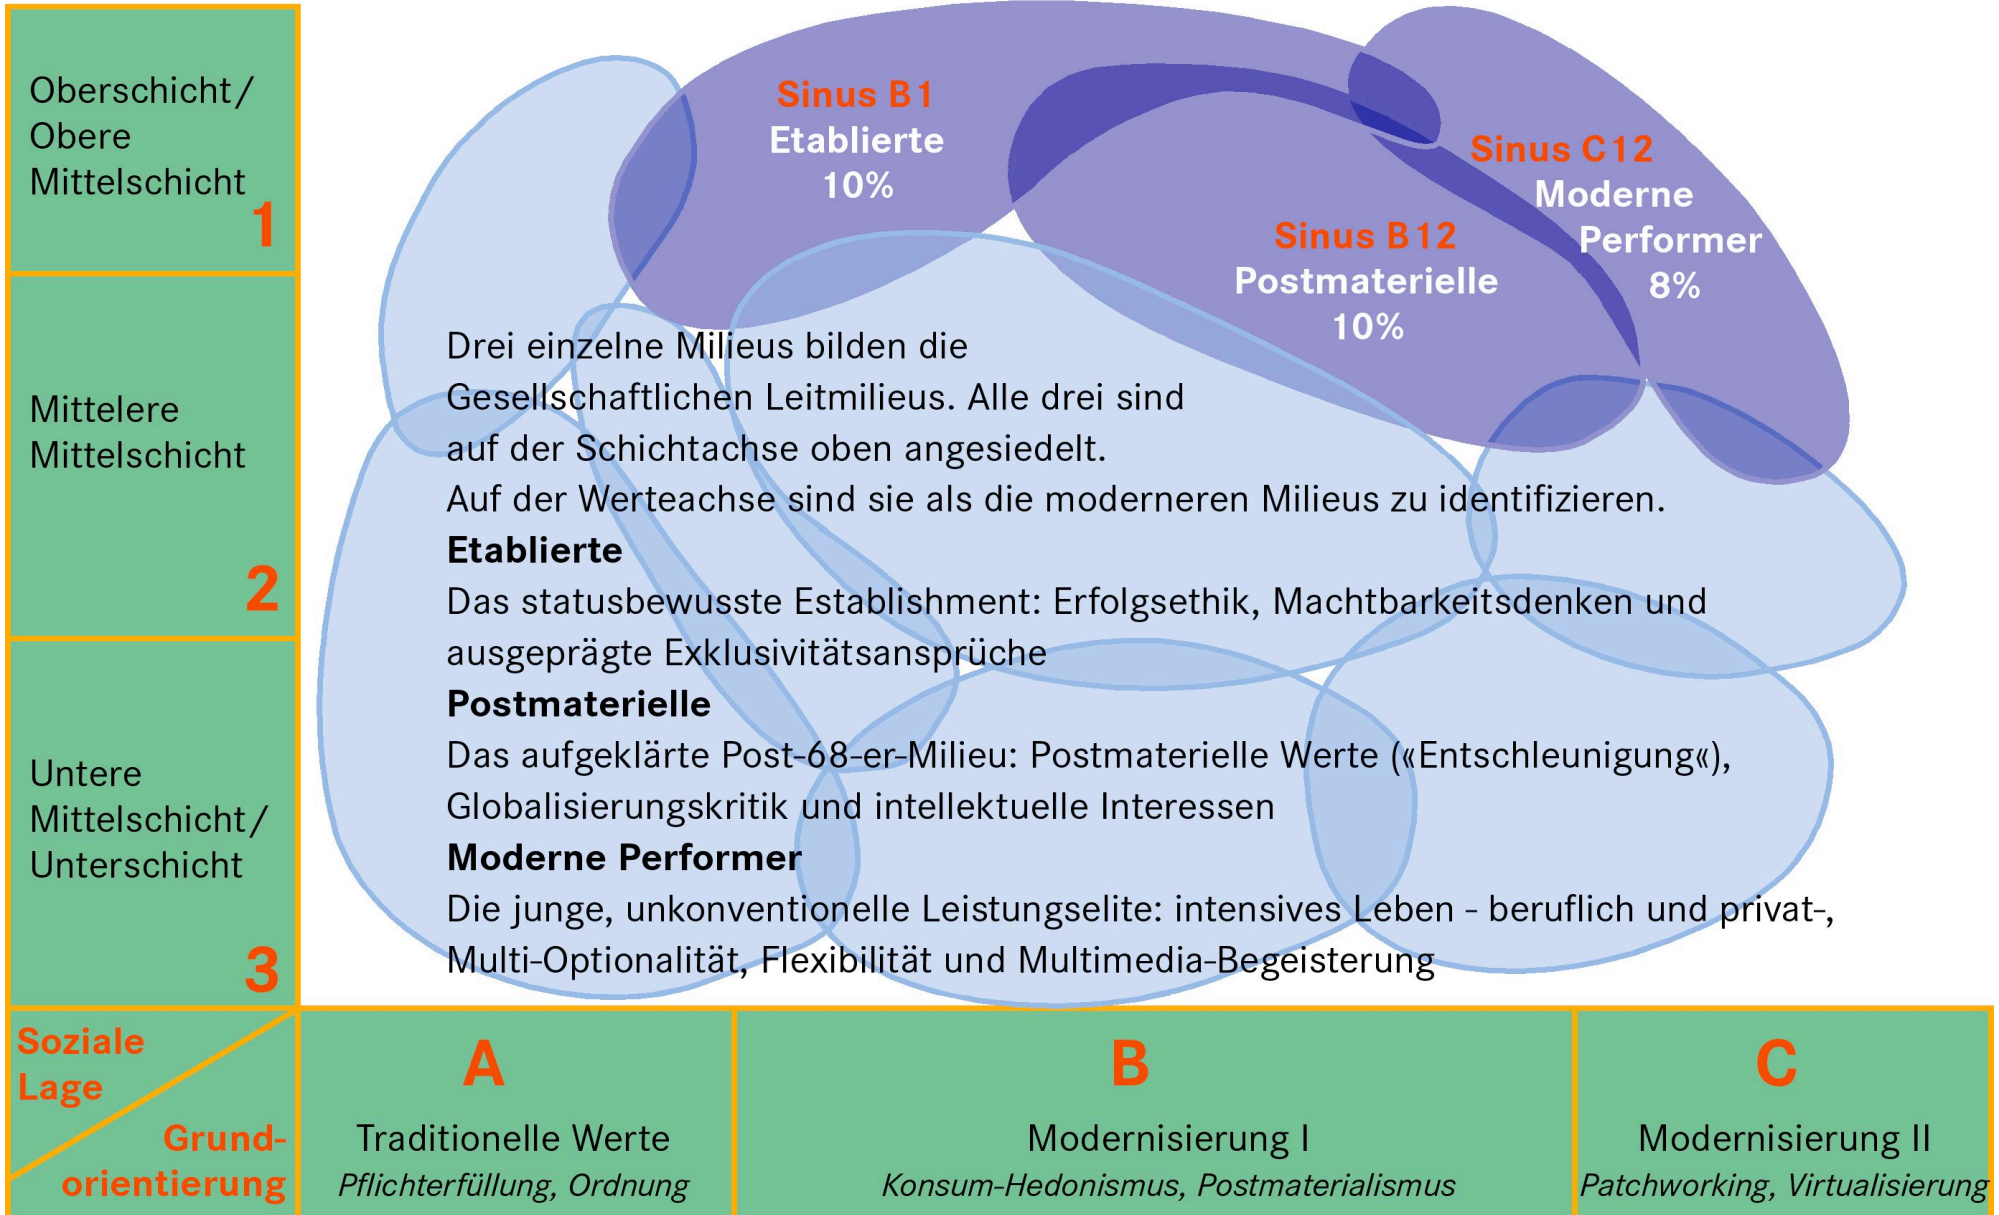 Oberschicht/
Obere
Mittelschicht
1
Mittelere
Mittelschicht
2
Untere
Mittelschicht/
Unterschicht
3
Sinus B1
Etablierte
10%
Sinus B12
Postmaterielle
10%
Sinus C12
Moderne
Performer
8%
Drei einzelne Milieus bilden die
Gesellschaftlichen Leitmilieus. Alle drei sind
auf der Schichtachse oben angesiedelt.
Auf der Werteachse sind sie als die moderneren Milieus zu identifizieren.
Etablierte
Das statusbewusste Establishment: Erfolgsethik, Machtbarkeitsdenken und
ausgeprägte Exklusivitätsansprüche
Postmaterielle
Das aufgeklärte Post-68-er-Milieu: Postmaterielle Werte («Entschleunigung«),
Globalisierungskritik und intellektuelle Interessen
Moderne Performer
Die junge, unkonventionelle Leistungselite: intensives Leben - beruflich und privat-,
Multi-Optionalität, Flexibilität und Multimedia-Begeisterung
Soziale
Lage
Grund-
orientierung
A
Traditionelle Werte
Pflichterfüllung, Ordnung
B
Modernisierung I
Konsum-Hedonismus, Postmaterialismus
C
Modernisierung II
Patchworking, Virtualisierung